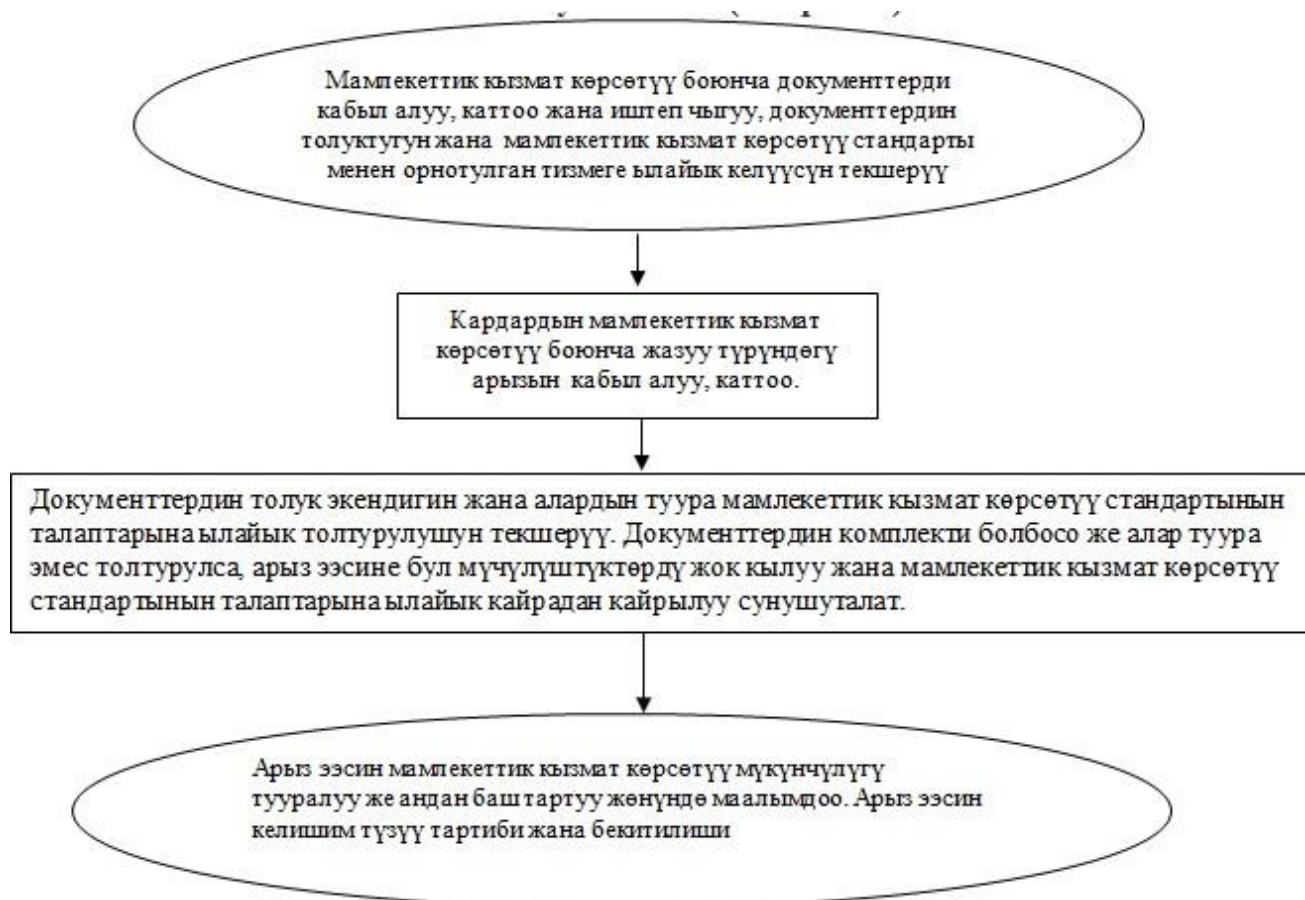 Мамлекеттик кызмат көрсөтүү боюнча документтерди
кабыл алуу, каттоо жана иштеп чыгуу, документтердин
толуктугун жана мамлекеттик кызмат көрсөтүү стандарты
менен орнотулган тизмеге ылайык келүүсүн текшерүү
Кардардын мамлекеттик кызмат
көрсөтүү боюнча жазуу түрүндөгү
арызын кабыл алуу, каттоо.
Документтердин толук экендигин жана алардын туура мамлекеттик кызмат көрсөтүү стандартынын
талаптарына ылайык толтурулушун текшерүү. Документтердин комплекти болбосо же алар туура
эмес толтурулса, арыз ээсине бул мүчүлүштүктөрдү жок кылуу жана мамлекеттик кызмат көрсөтүү
стандартынын талаптарына ылайык кайрадан кайрылуу сунушуталат.
Арыз ээсин мамлекеттик кызмат көрсөтүү мүкүнчүлүгү
тууралуу же андан баш тартуу жөнүндө маалымдоо. Арыз ээсин
келишим түзүү тартиби жана бекитилиши